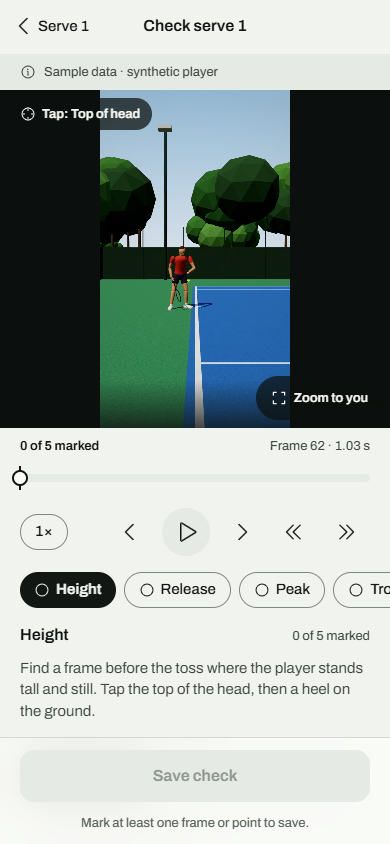 Serve 1
Check serve 1
Sample data · synthetic player
Tap: Top of head
Zoom to you
0 of 5 marked
Frame 62 · 1.03 s
1×
Height
Release
Peak
Tro
Height
0 of 5 marked
Find a frame before the toss where the player stands
tall and still. Tap the top of the head, then a heel on
the ground.
Save check
Mark at least one frame or point to save.